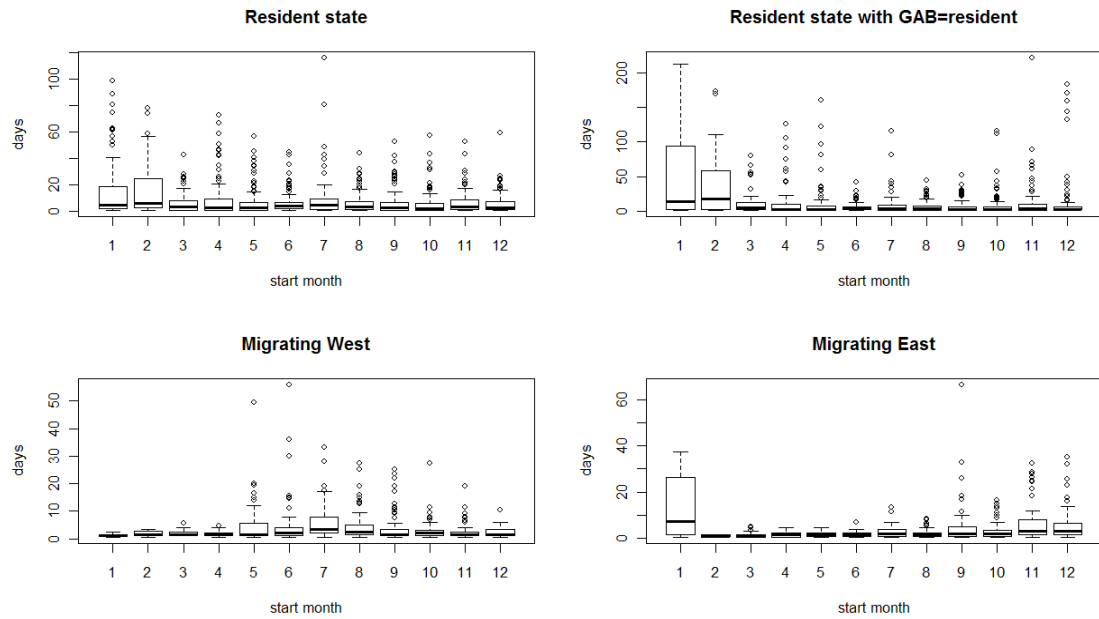 Resident state
days
0
20
60
100
1 2 3 4 5 6 7 8 9 10 11 12
start month
Resident state with GAB=resident
days
0
50
100
200
1 2 3 4 5 6 7 8 9 10 11 12
start month
Migrating West
days
0
10
20
30
40
50
1 2 3 4 5 6 7 8 9 10 11 12
start month
Migrating East
days
0
20
40
60
1 2 3 4 5 6 7 8 9 10 11 12
start month